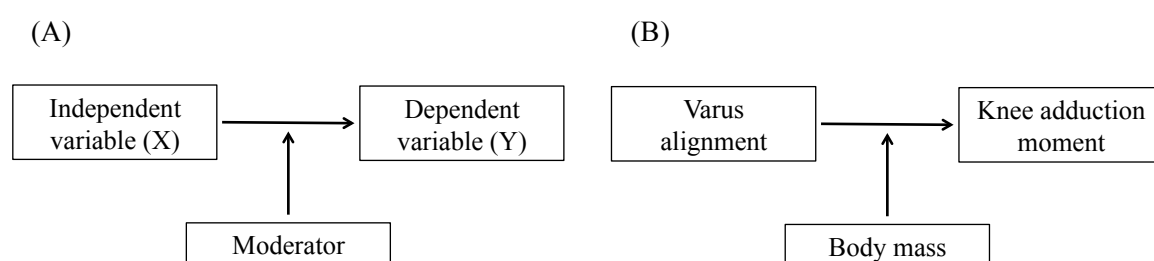 (A)
Independent
variable (X)
Dependent
variable (Y)
Moderator
(B)
Varus
alignment
Knee adduction
moment
Body mass